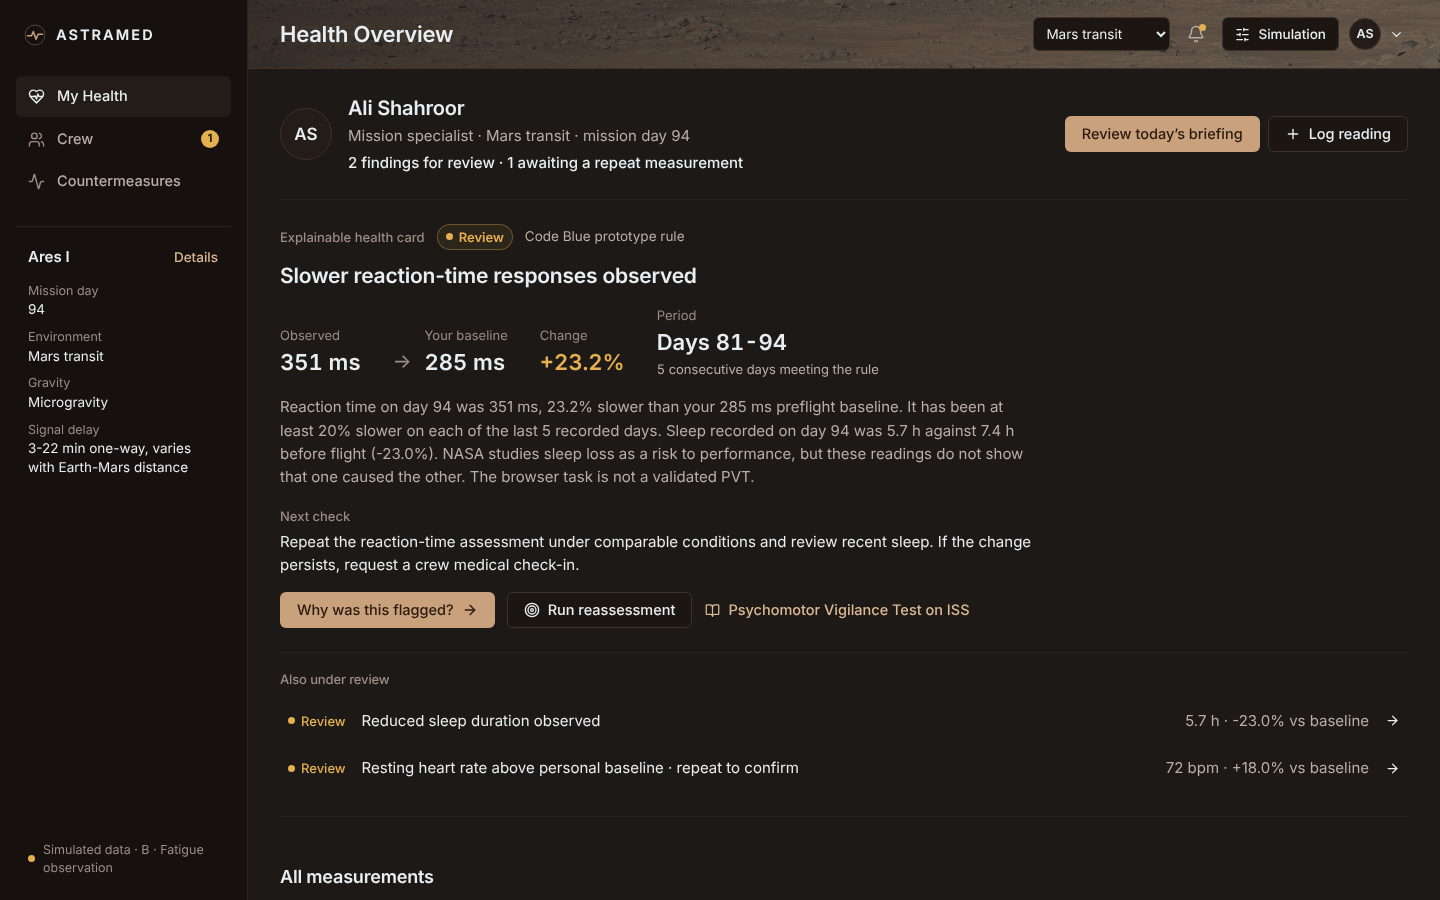 ASTRAMED
My Health
Crew
1
Countermeasures
Ares I
Details
Mission day
94
Environment
Mars transit
Gravity
Microgravity
Signal delay
3-22 min one-way, varies
with Earth-Mars distance
Simulated data · B · Fatigue
observation
Health Overview
Mars transit
Simulation
AS
AS
Ali Shahroor
Mission specialist · Mars transit · mission day 94
2 findings for review · 1 awaiting a repeat measurement
Review today’s briefing
Log reading
Explainable health card
Review
Code Blue prototype rule
Slower reaction-time responses observed
Observed
351 ms
→
Your baseline
285 ms
Change
+23.2%
Period
Days 81-94
5 consecutive days meeting the rule
Reaction time on day 94 was 351 ms, 23.2% slower than your 285 ms preflight baseline. It has been at
least 20% slower on each of the last 5 recorded days. Sleep recorded on day 94 was 5.7 h against 7.4 h
before flight (-23.0%). NASA studies sleep loss as a risk to performance, but these readings do not show
that one caused the other. The browser task is not a validated PVT.
Next check
Repeat the reaction-time assessment under comparable conditions and review recent sleep. If the change
persists, request a crew medical check-in.
Why was this flagged? →
Run reassessment
Psychomotor Vigilance Test on ISS
Also under review
Review
Reduced sleep duration observed
5.7 h · -23.0% vs baseline →
Review
Resting heart rate above personal baseline · repeat to confirm
72 bpm · +18.0% vs baseline →
All measurements